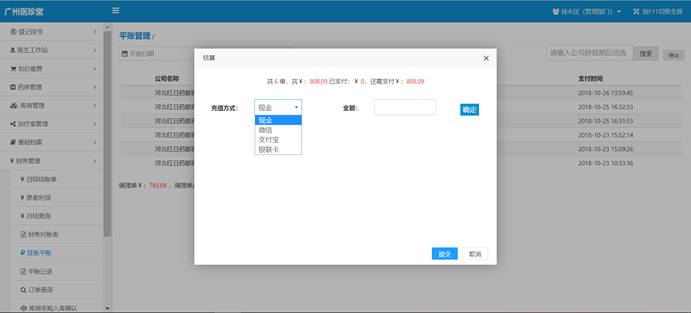 广州医珍堂
徐永红（管理部门）
按F11切换全屏
登记挂号
医生工作站
划价缴费
药房管理
库房管理
治疗室管理
基础档案
财务管理
日结结账单
患者利润
月结查询
财务对账表
挂账平账
平账记录
订单查询
库房采购入库确认
平账管理 /
开始日期
请输入公司拼音然后点选
搜索
导出
公司名称
支付时间
河北红日药都药
2018-10-26 13:59:45
河北红日药都药
2018-10-25 16:32:33
河北红日药都药
2018-10-25 16:31:53
河北红日药都药
2018-10-23 15:52:14
河北红日药都药
2018-10-23 15:09:26
河北红日药都药
2018-10-23 10:33:36
调理单￥：793.09 ，调理单
结算
共 6 单、共￥：808.09 已支付：￥ 0、还需支付￥：808.09
充值方式：
现金
金额：
确定
现金
微信
支付宝
银联卡
提交
取消